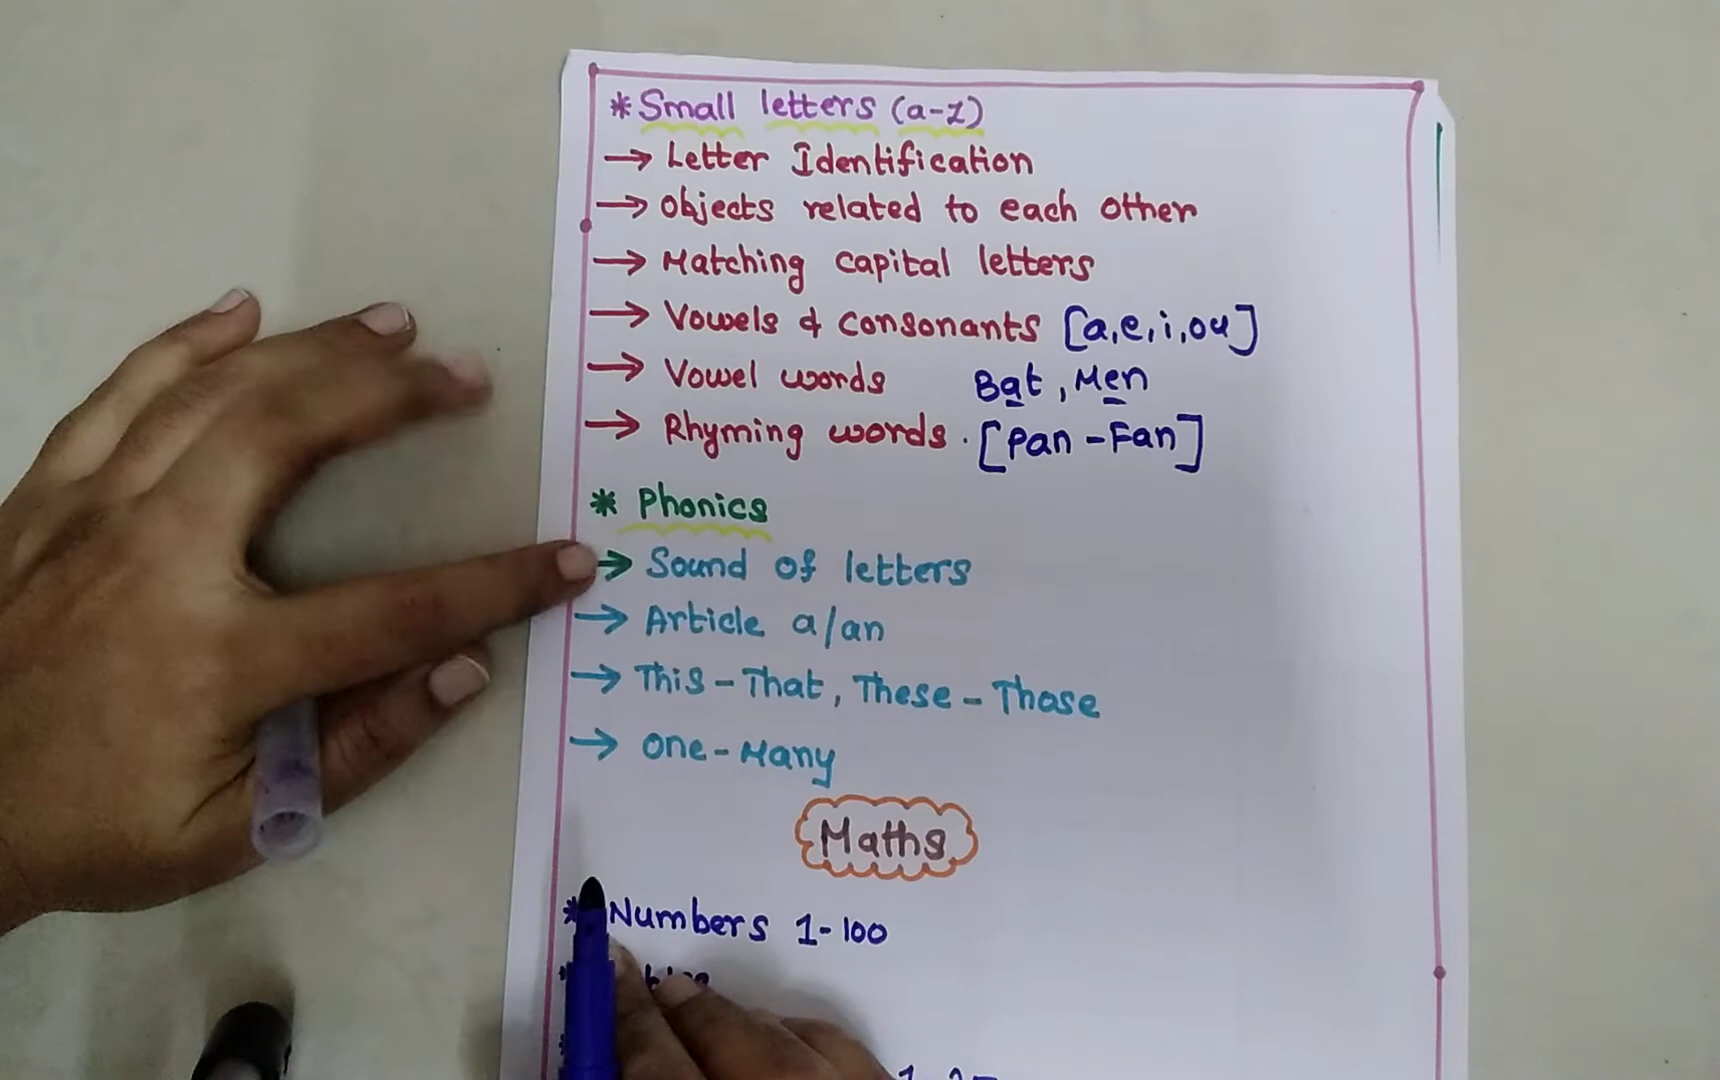 * Small letters (a-z)
→ Letter Identification
→ Objects related to each other
→ Matching capital letters
→ Vowels & consonants [a,e,i,ou]
→ Vowel words Bat, Men
→ Rhyming words. [Pan-Fan]
* Phonics
→ Sound of letters
→ Article a/an
→ This-That, These-Those
→ One-Many
Maths
* Numbers 1-100